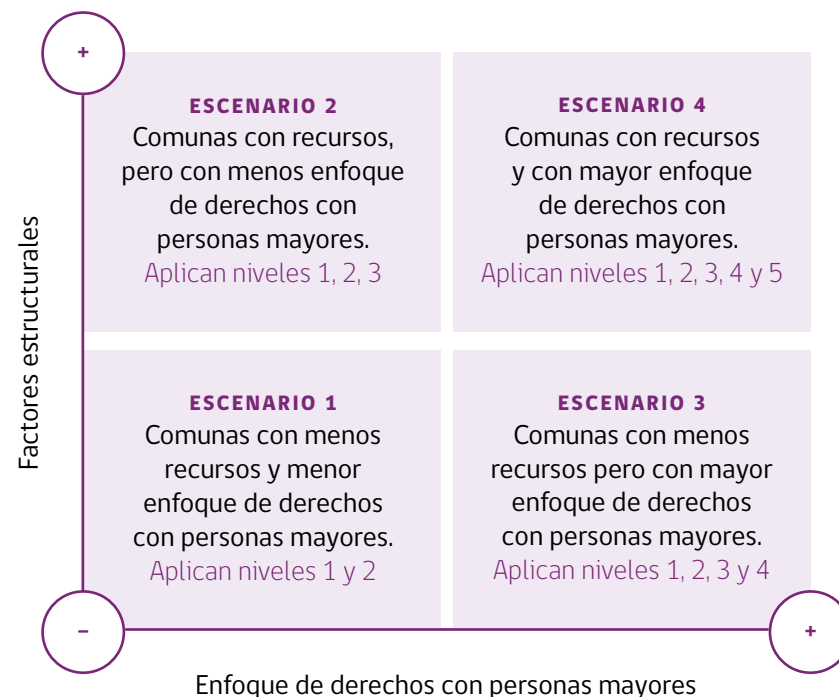 +
ESCENARIO 2
Comunas con recursos,
pero con menos enfoque
de derechos con
personas mayores.
Aplican niveles 1, 2, 3
ESCENARIO 4
Comunas con recursos
y con mayor enfoque
de derechos con
personas mayores.
Aplican niveles 1, 2, 3, 4 y 5
Factores estructurales
ESCENARIO 1
Comunas con menos
recursos y menor
enfoque de derechos
con personas mayores.
Aplican niveles 1 y 2
ESCENARIO 3
Comunas con menos
recursos pero con mayor
enfoque de derechos
con personas mayores.
Aplican niveles 1, 2, 3 y 4
–
+
Enfoque de derechos con personas mayores